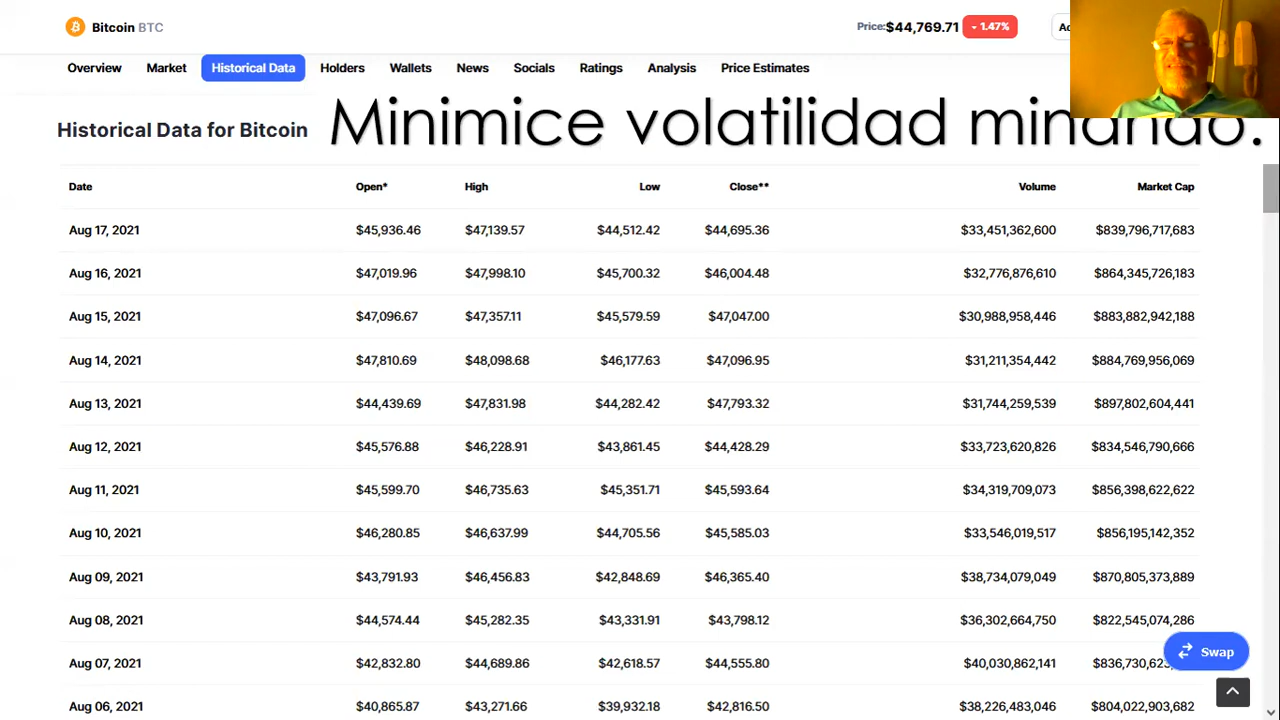 Bitcoin BTC Price:$44,769.71 1.47%
Overview Market Historical Data Holders Wallets News Socials Ratings Analysis Price Estimates
Historical Data for Bitcoin Minimice volatilidad minando.
Date Open* High Low Close** Volume Market Cap
Aug 17, 2021 $45,936.46 $47,139.57 $44,512.42 $44,695.36 $33,451,362,600 $839,796,717,683
Aug 16, 2021 $47,019.96 $47,998.10 $45,700.32 $46,004.48 $32,776,876,610 $864,345,726,183
Aug 15, 2021 $47,096.67 $47,357.11 $45,579.59 $47,047.00 $30,988,958,446 $883,882,942,188
Aug 14, 2021 $47,810.69 $48,098.68 $46,177.63 $47,096.95 $31,211,354,442 $884,769,956,069
Aug 13, 2021 $44,439.69 $47,831.98 $44,282.42 $47,793.32 $31,744,259,539 $897,802,604,441
Aug 12, 2021 $45,576.88 $46,228.91 $43,861.45 $44,428.29 $33,723,620,826 $834,546,790,666
Aug 11, 2021 $45,599.70 $46,735.63 $45,351.71 $45,593.64 $34,319,709,073 $856,398,622,622
Aug 10, 2021 $46,280.85 $46,637.99 $44,705.56 $45,585.03 $33,546,019,517 $856,195,142,352
Aug 09, 2021 $43,791.93 $46,456.83 $42,848.69 $46,365.40 $38,734,079,049 $870,805,373,889
Aug 08, 2021 $44,574.44 $45,282.35 $43,331.91 $43,798.12 $36,302,664,750 $822,545,074,286
Swap
Aug 07, 2021 $42,832.80 $44,689.86 $42,618.57 $44,555.80 $40,030,862,141
Aug 06, 2021 $40,865.87 $43,271.66 $39,932.18 $42,816.50 $38,226,483,046 $804,022,903,682